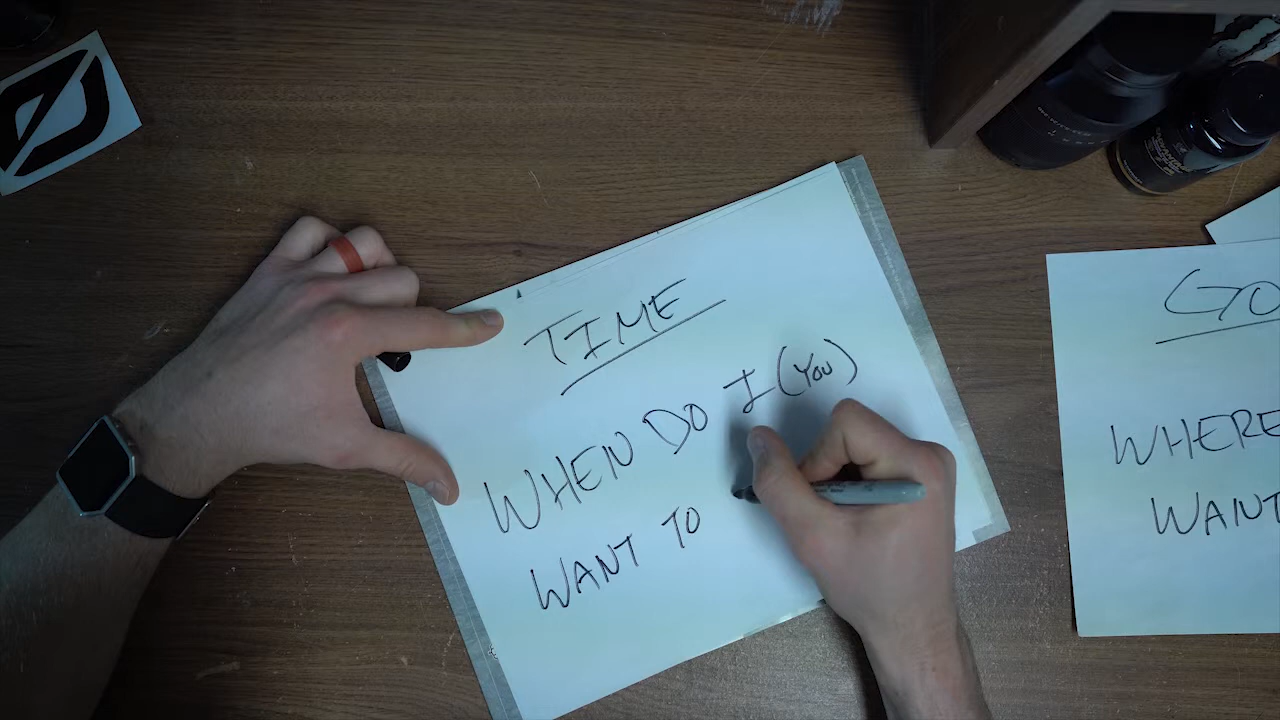 TIME
WHEN DO I (YOU)
WANT TO
GO
WHERE
WANT